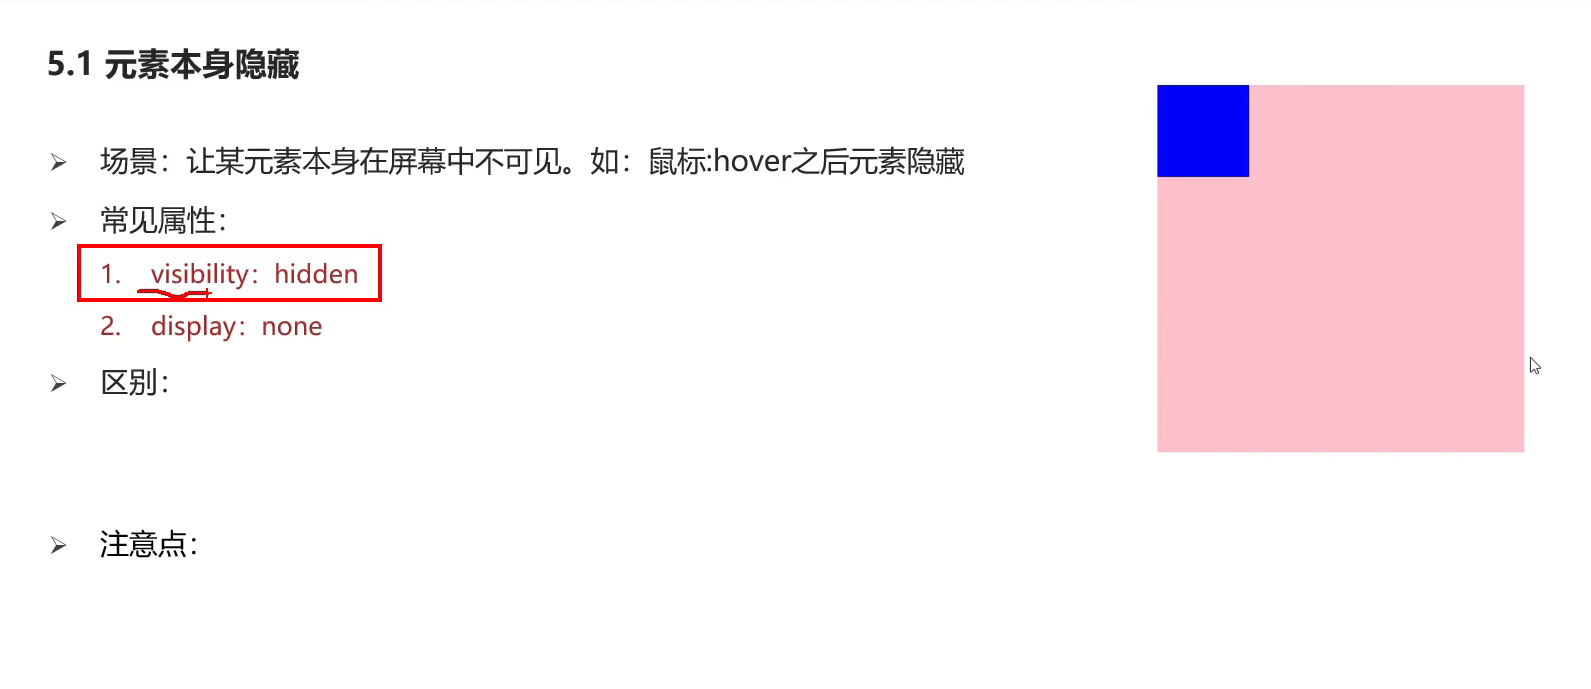 5.1 元素本身隐藏
场景：让某元素本身在屏幕中不可见。如：鼠标:hover之后元素隐藏
常见属性：
1. visibility：hidden
2. display：none
区别：
注意点：